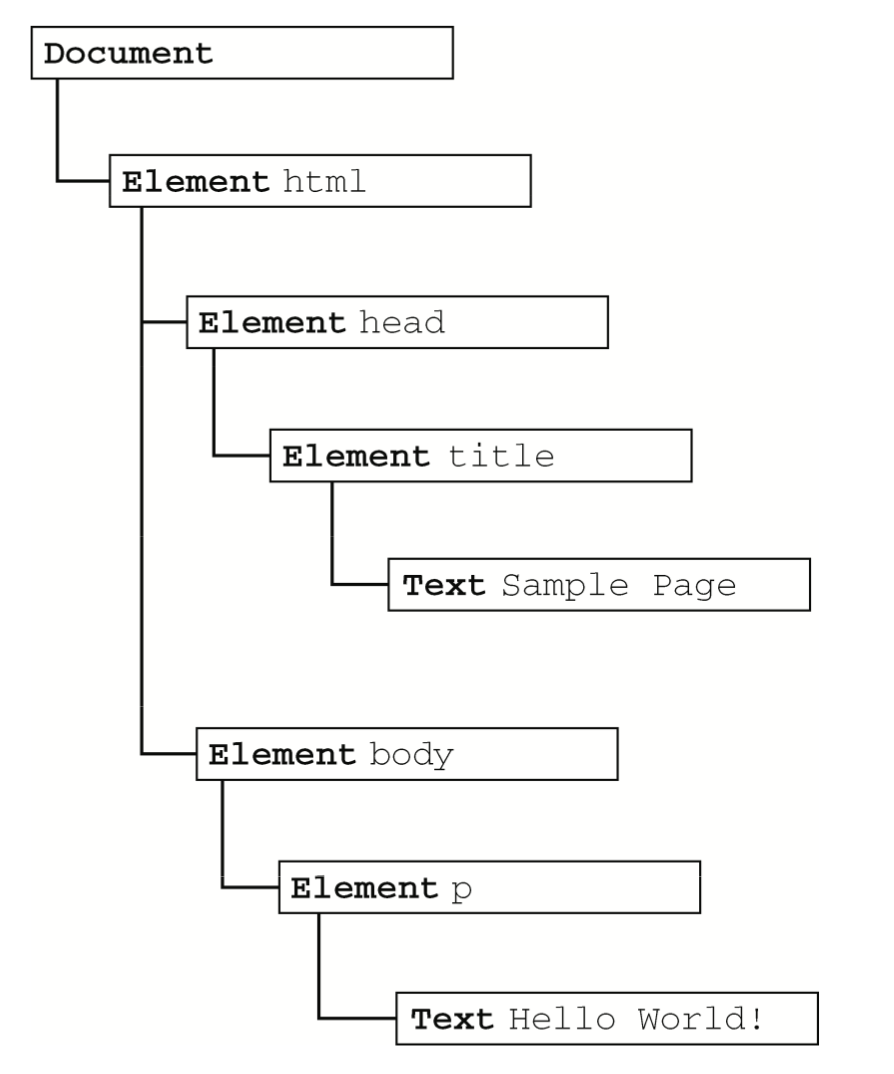 Document
Element html
Element head
Element title
Text Sample Page
Element body
Element p
Text Hello World!